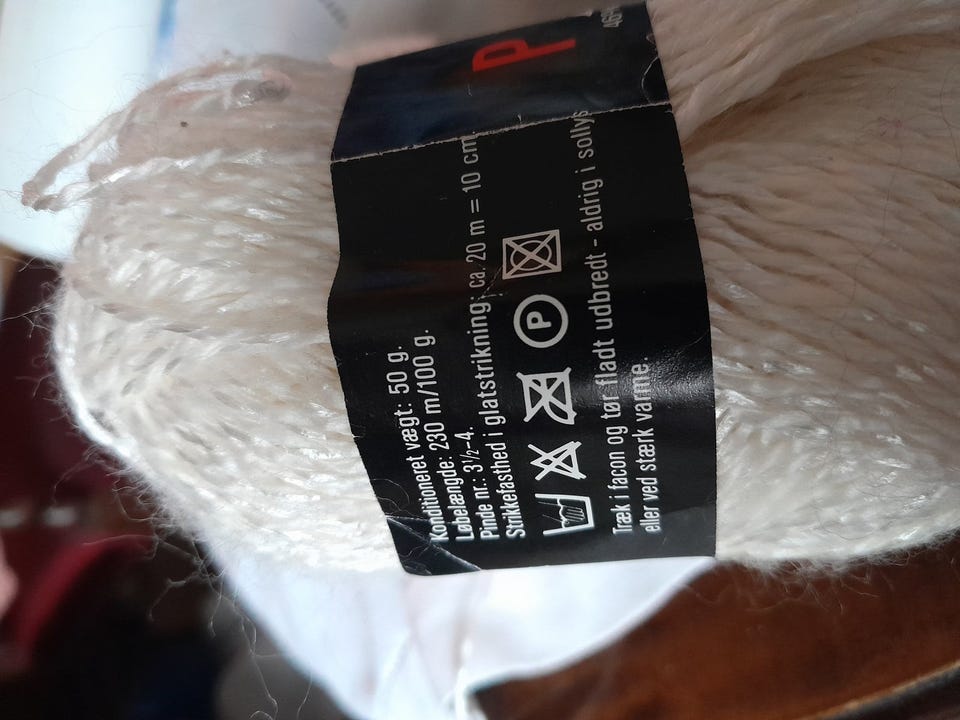 P
Konditioneret vægt: 50 g.
Løbelængde: 230 m/100 g.
Pinde nr.: 3½–4.
Strikkefasthed i glatstrikning: ca. 20 m = 10 cm.
P
Træk i facon og tør fladt udbredt - aldrig i sollys
eller ved stærk varme.